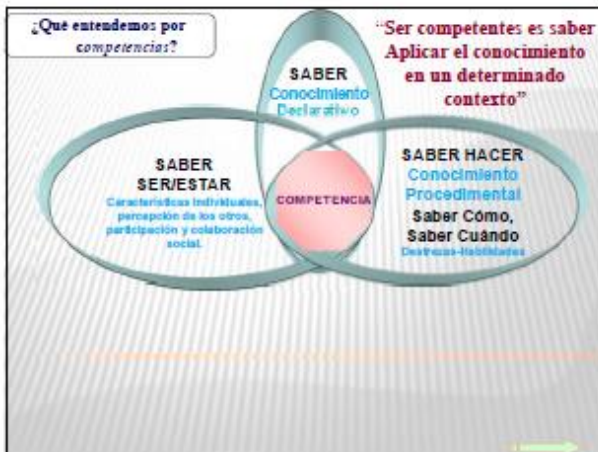 ¿Qué entendemos por
competencias?
“Ser competentes es saber
Aplicar el conocimiento
en un determinado
contexto”
SABER
Conocimiento
Declarativo
SABER
SER/ESTAR
Características individuales,
percepción de los otros,
participación y colaboración
social.
COMPETENCIA
SABER HACER
Conocimiento
Procedimental
Saber Cómo,
Saber Cuándo
Destrezas-Habilidades